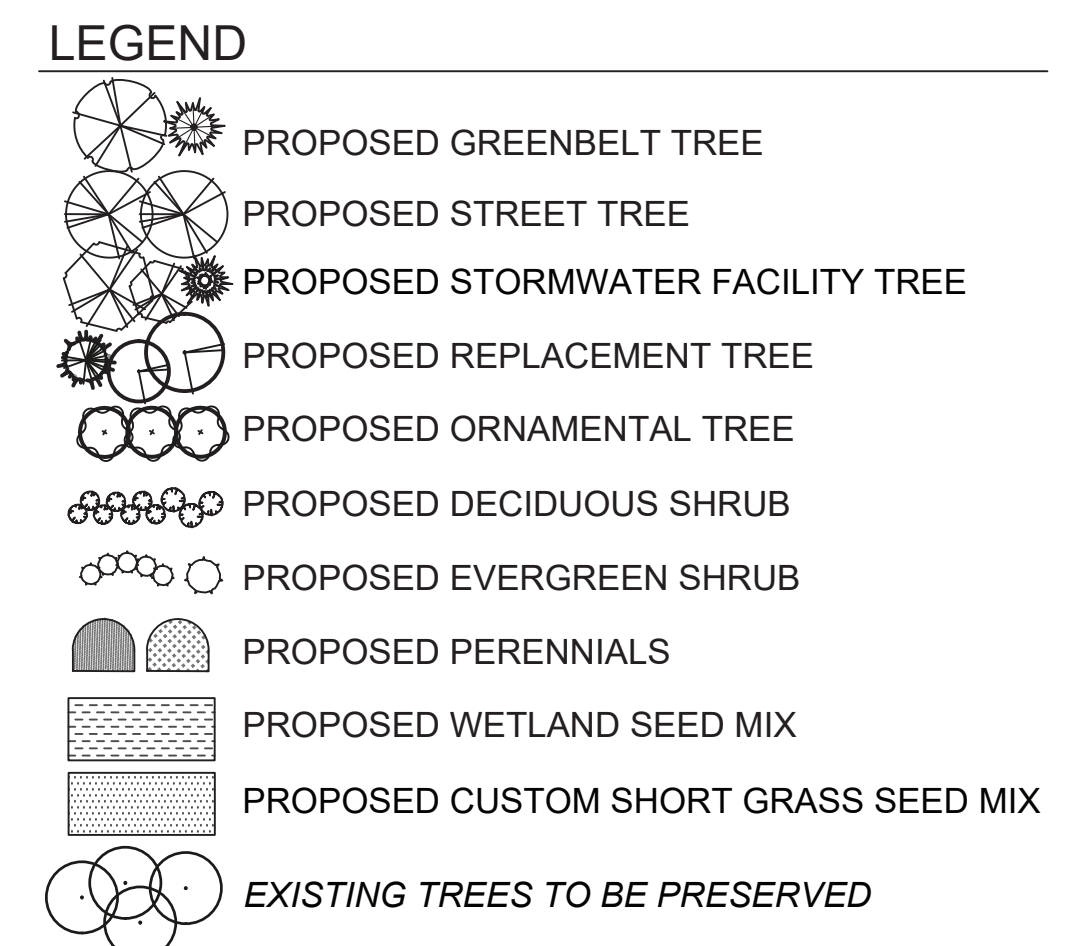 LEGEND
PROPOSED GREENBELT TREE
PROPOSED STREET TREE
PROPOSED STORMWATER FACILITY TREE
PROPOSED REPLACEMENT TREE
PROPOSED ORNAMENTAL TREE
PROPOSED DECIDUOUS SHRUB
PROPOSED EVERGREEN SHRUB
PROPOSED PERENNIALS
PROPOSED WETLAND SEED MIX
PROPOSED CUSTOM SHORT GRASS SEED MIX
EXISTING TREES TO BE PRESERVED